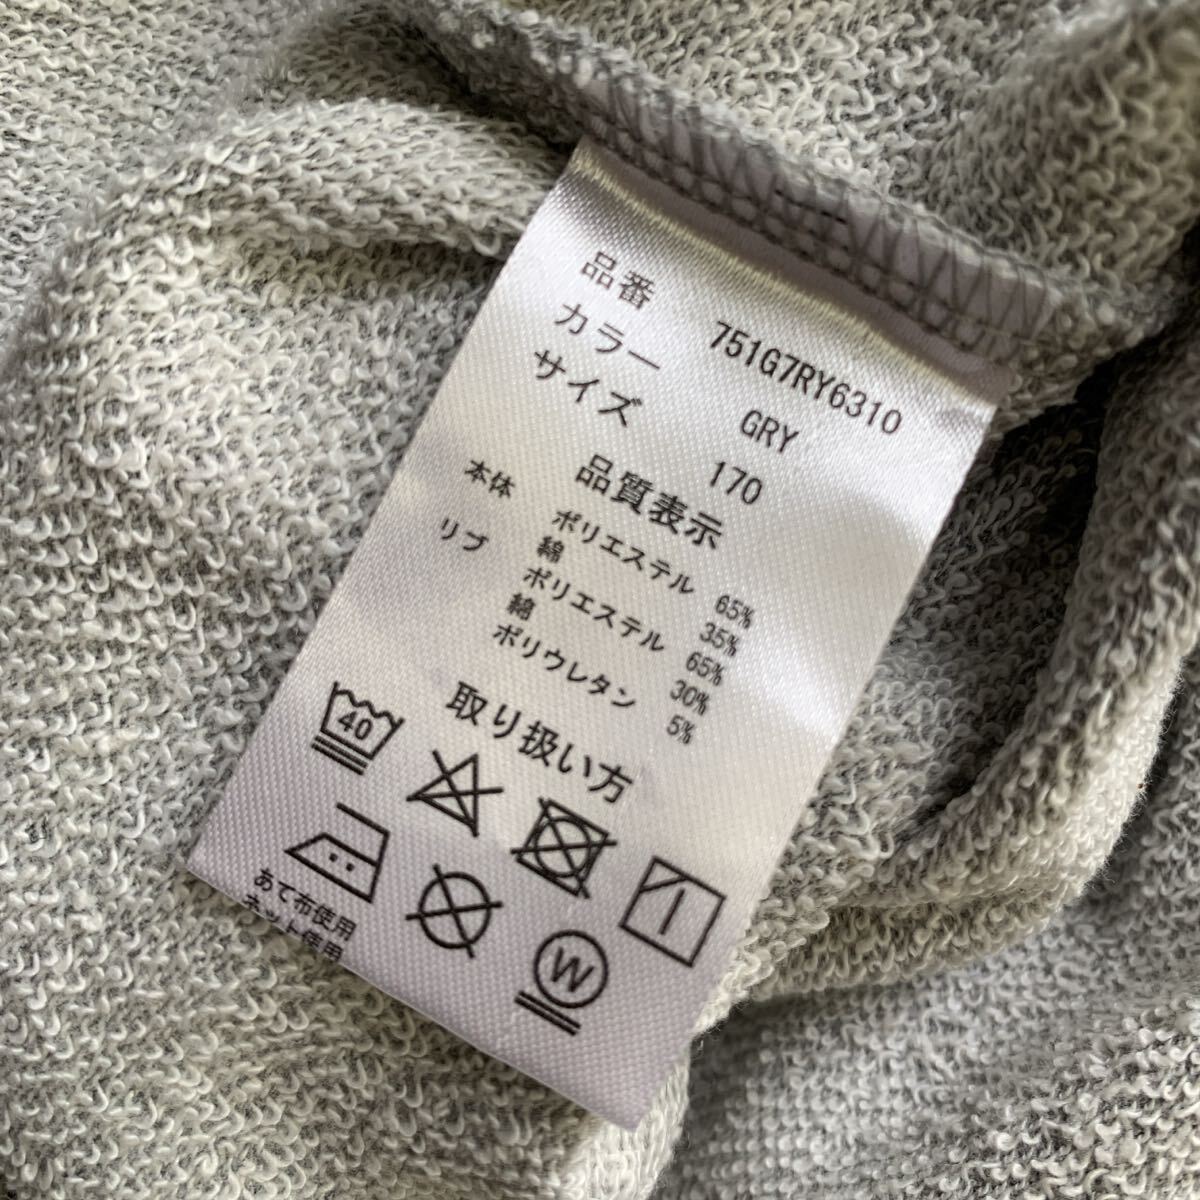 品番 751G7RY6310
カラー GRY
サイズ 170
品質表示
本体 ポリエステル 65%
綿 35%
リブ ポリエステル 65%
綿 30%
ポリウレタン 5%
取り扱い方
40
W
あて布使用
ネット使用